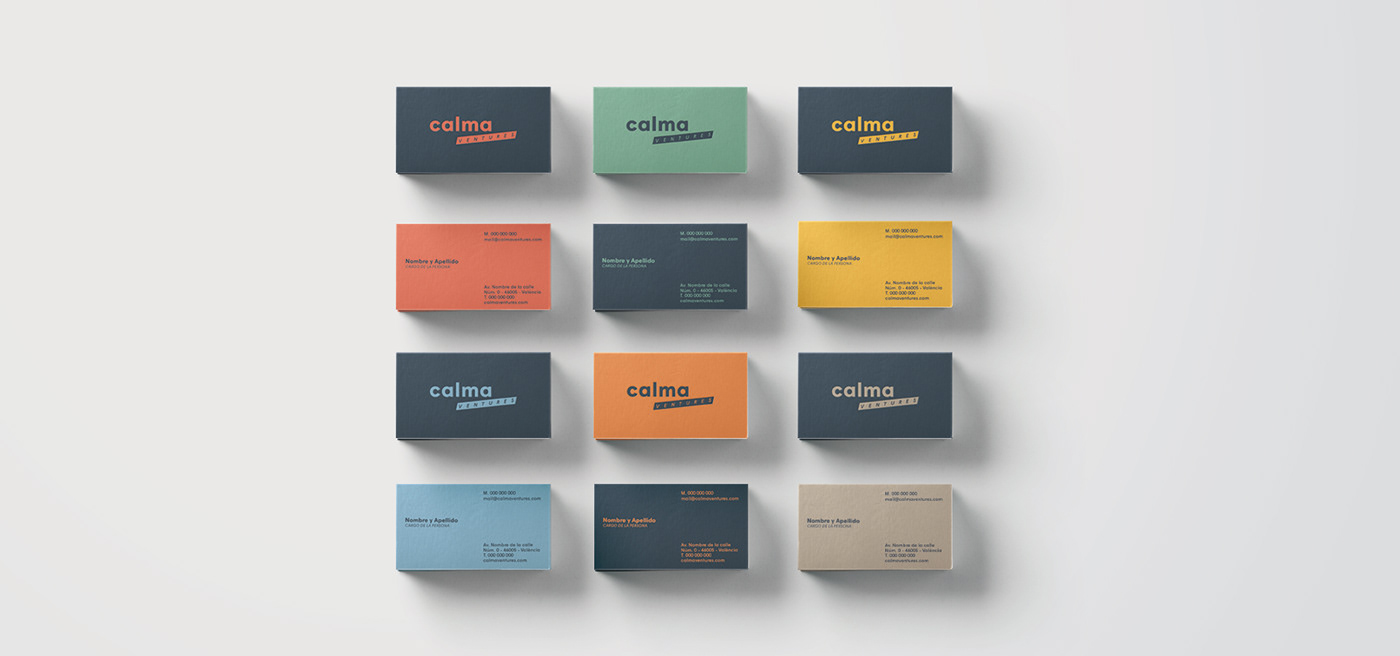 calma
VENTURES
calma
VENTURES
calma
VENTURES
M. 000 000 000
mail@calmaventures.com
Nombre y Apellido
CARGO DE LA PERSONA
Av. Nombre de la calle
Núm. 0 - 46005 - València
T. 000 000 000
calmaventures.com
M. 000 000 000
mail@calmaventures.com
Nombre y Apellido
CARGO DE LA PERSONA
Av. Nombre de la calle
Núm. 0 - 46005 - València
T. 000 000 000
calmaventures.com
M. 000 000 000
mail@calmaventures.com
Nombre y Apellido
CARGO DE LA PERSONA
Av. Nombre de la calle
Núm. 0 - 46005 - València
T. 000 000 000
calmaventures.com
calma
VENTURES
calma
VENTURES
calma
VENTURES
M. 000 000 000
mail@calmaventures.com
Nombre y Apellido
CARGO DE LA PERSONA
Av. Nombre de la calle
Núm. 0 - 46005 - València
T. 000 000 000
calmaventures.com
M. 000 000 000
mail@calmaventures.com
Nombre y Apellido
CARGO DE LA PERSONA
Av. Nombre de la calle
Núm. 0 - 46005 - València
T. 000 000 000
calmaventures.com
M. 000 000 000
mail@calmaventures.com
Nombre y Apellido
CARGO DE LA PERSONA
Av. Nombre de la calle
Núm. 0 - 46005 - València
T. 000 000 000
calmaventures.com